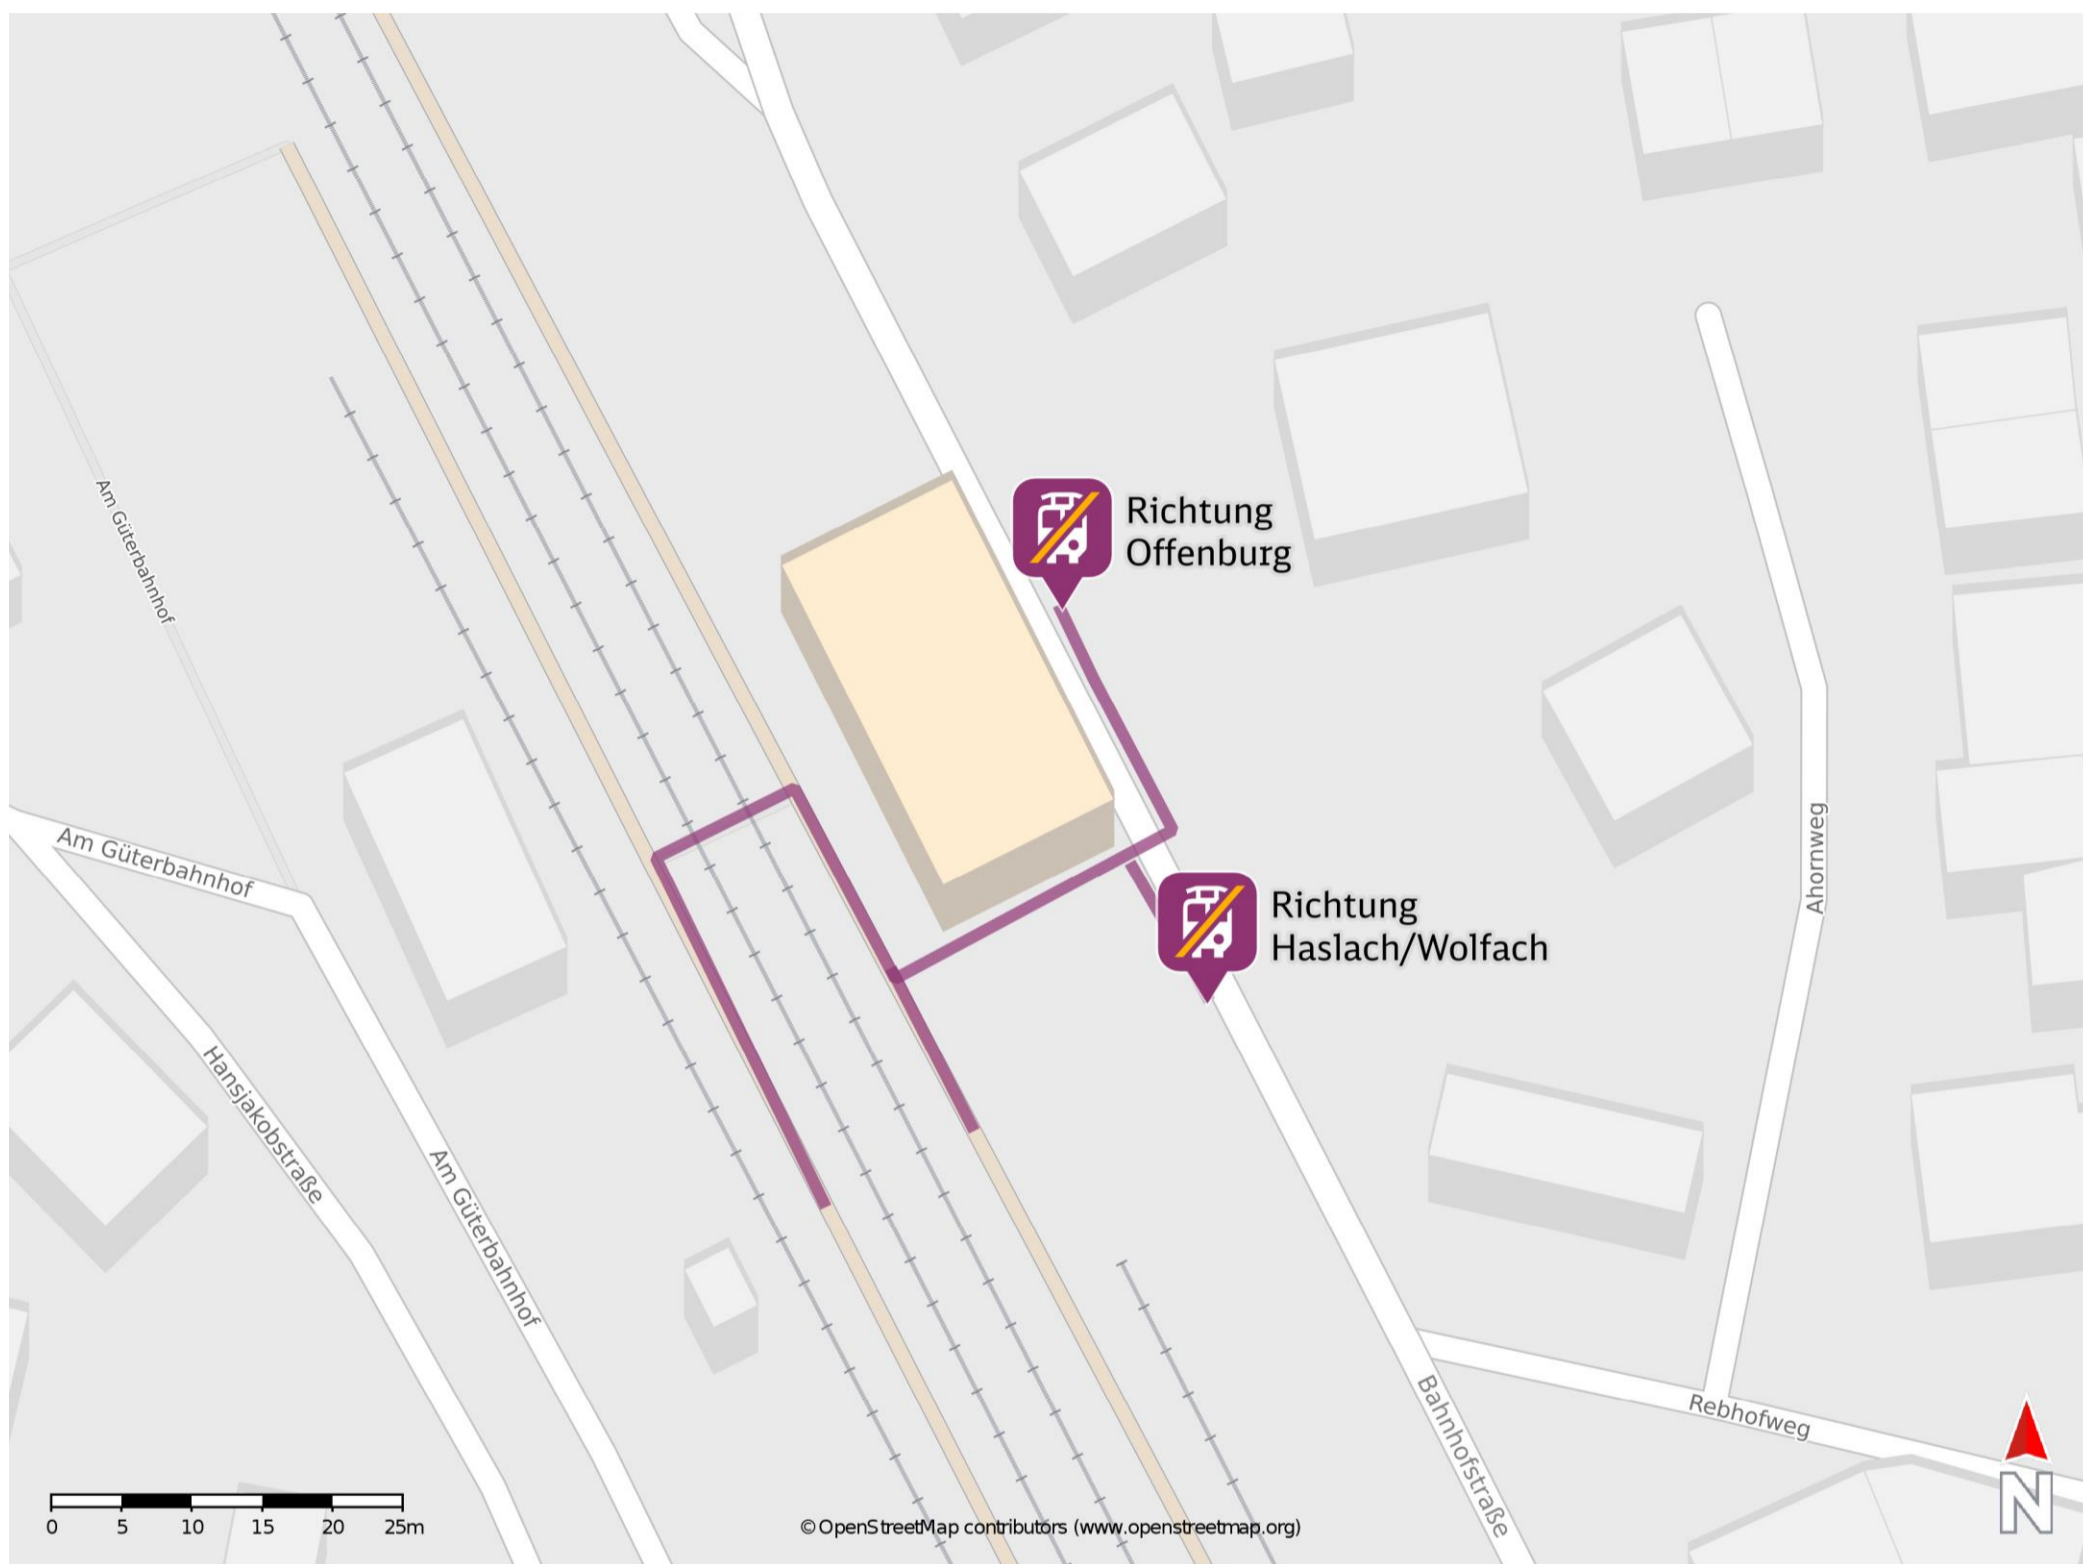 Am Güterbahnhof
Richtung
Offenburg
Am Güterbahnhof
Richtung
Haslach/Wolfach
Ahornweg
Hansjakobstraße
Am Güterbahnhof
Bahnhofstraße
Rebhofweg
0 5 10 15 20 25m
© OpenStreetMap contributors (www.openstreetmap.org)
N